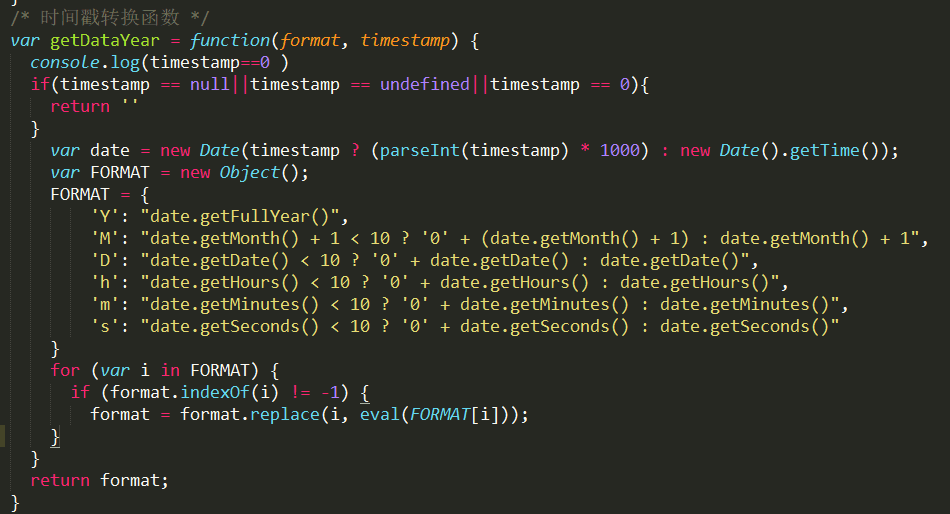 }
/* 时间戳转换函数 */
var getDataYear = function(format, timestamp) {
  console.log(timestamp==0 )
  if(timestamp == null||timestamp == undefined||timestamp == 0){
    return ''
  }
    var date = new Date(timestamp ? (parseInt(timestamp) * 1000) : new Date().getTime());
    var FORMAT = new Object();
    FORMAT = {
        'Y': "date.getFullYear()",
        'M': "date.getMonth() + 1 < 10 ? '0' + (date.getMonth() + 1) : date.getMonth() + 1",
        'D': "date.getDate() < 10 ? '0' + date.getDate() : date.getDate()",
        'h': "date.getHours() < 10 ? '0' + date.getHours() : date.getHours()",
        'm': "date.getMinutes() < 10 ? '0' + date.getMinutes() : date.getMinutes()",
        's': "date.getSeconds() < 10 ? '0' + date.getSeconds() : date.getSeconds()"
    }
    for (var i in FORMAT) {
      if (format.indexOf(i) != -1) {
        format = format.replace(i, eval(FORMAT[i]));
    }
  }
  return format;
}